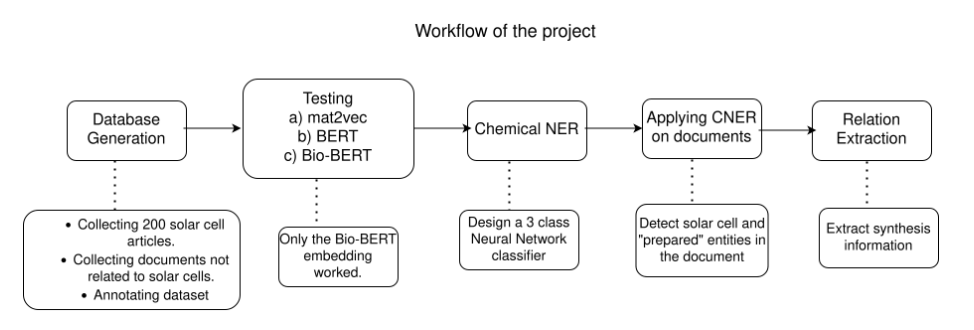 Workflow of the project
Database
Generation
Testing
a) mat2vec
b) BERT
c) Bio-BERT
Chemical NER
Applying CNER
on documents
Relation
Extraction
• Collecting 200 solar cell
articles.
• Collecting documents not
related to solar cells.
• Annotating dataset
Only the Bio-BERT
embedding
worked.
Design a 3 class
Neural Network
classifier
Detect solar cell and
"prepared" entities in
the document
Extract synthesis
information